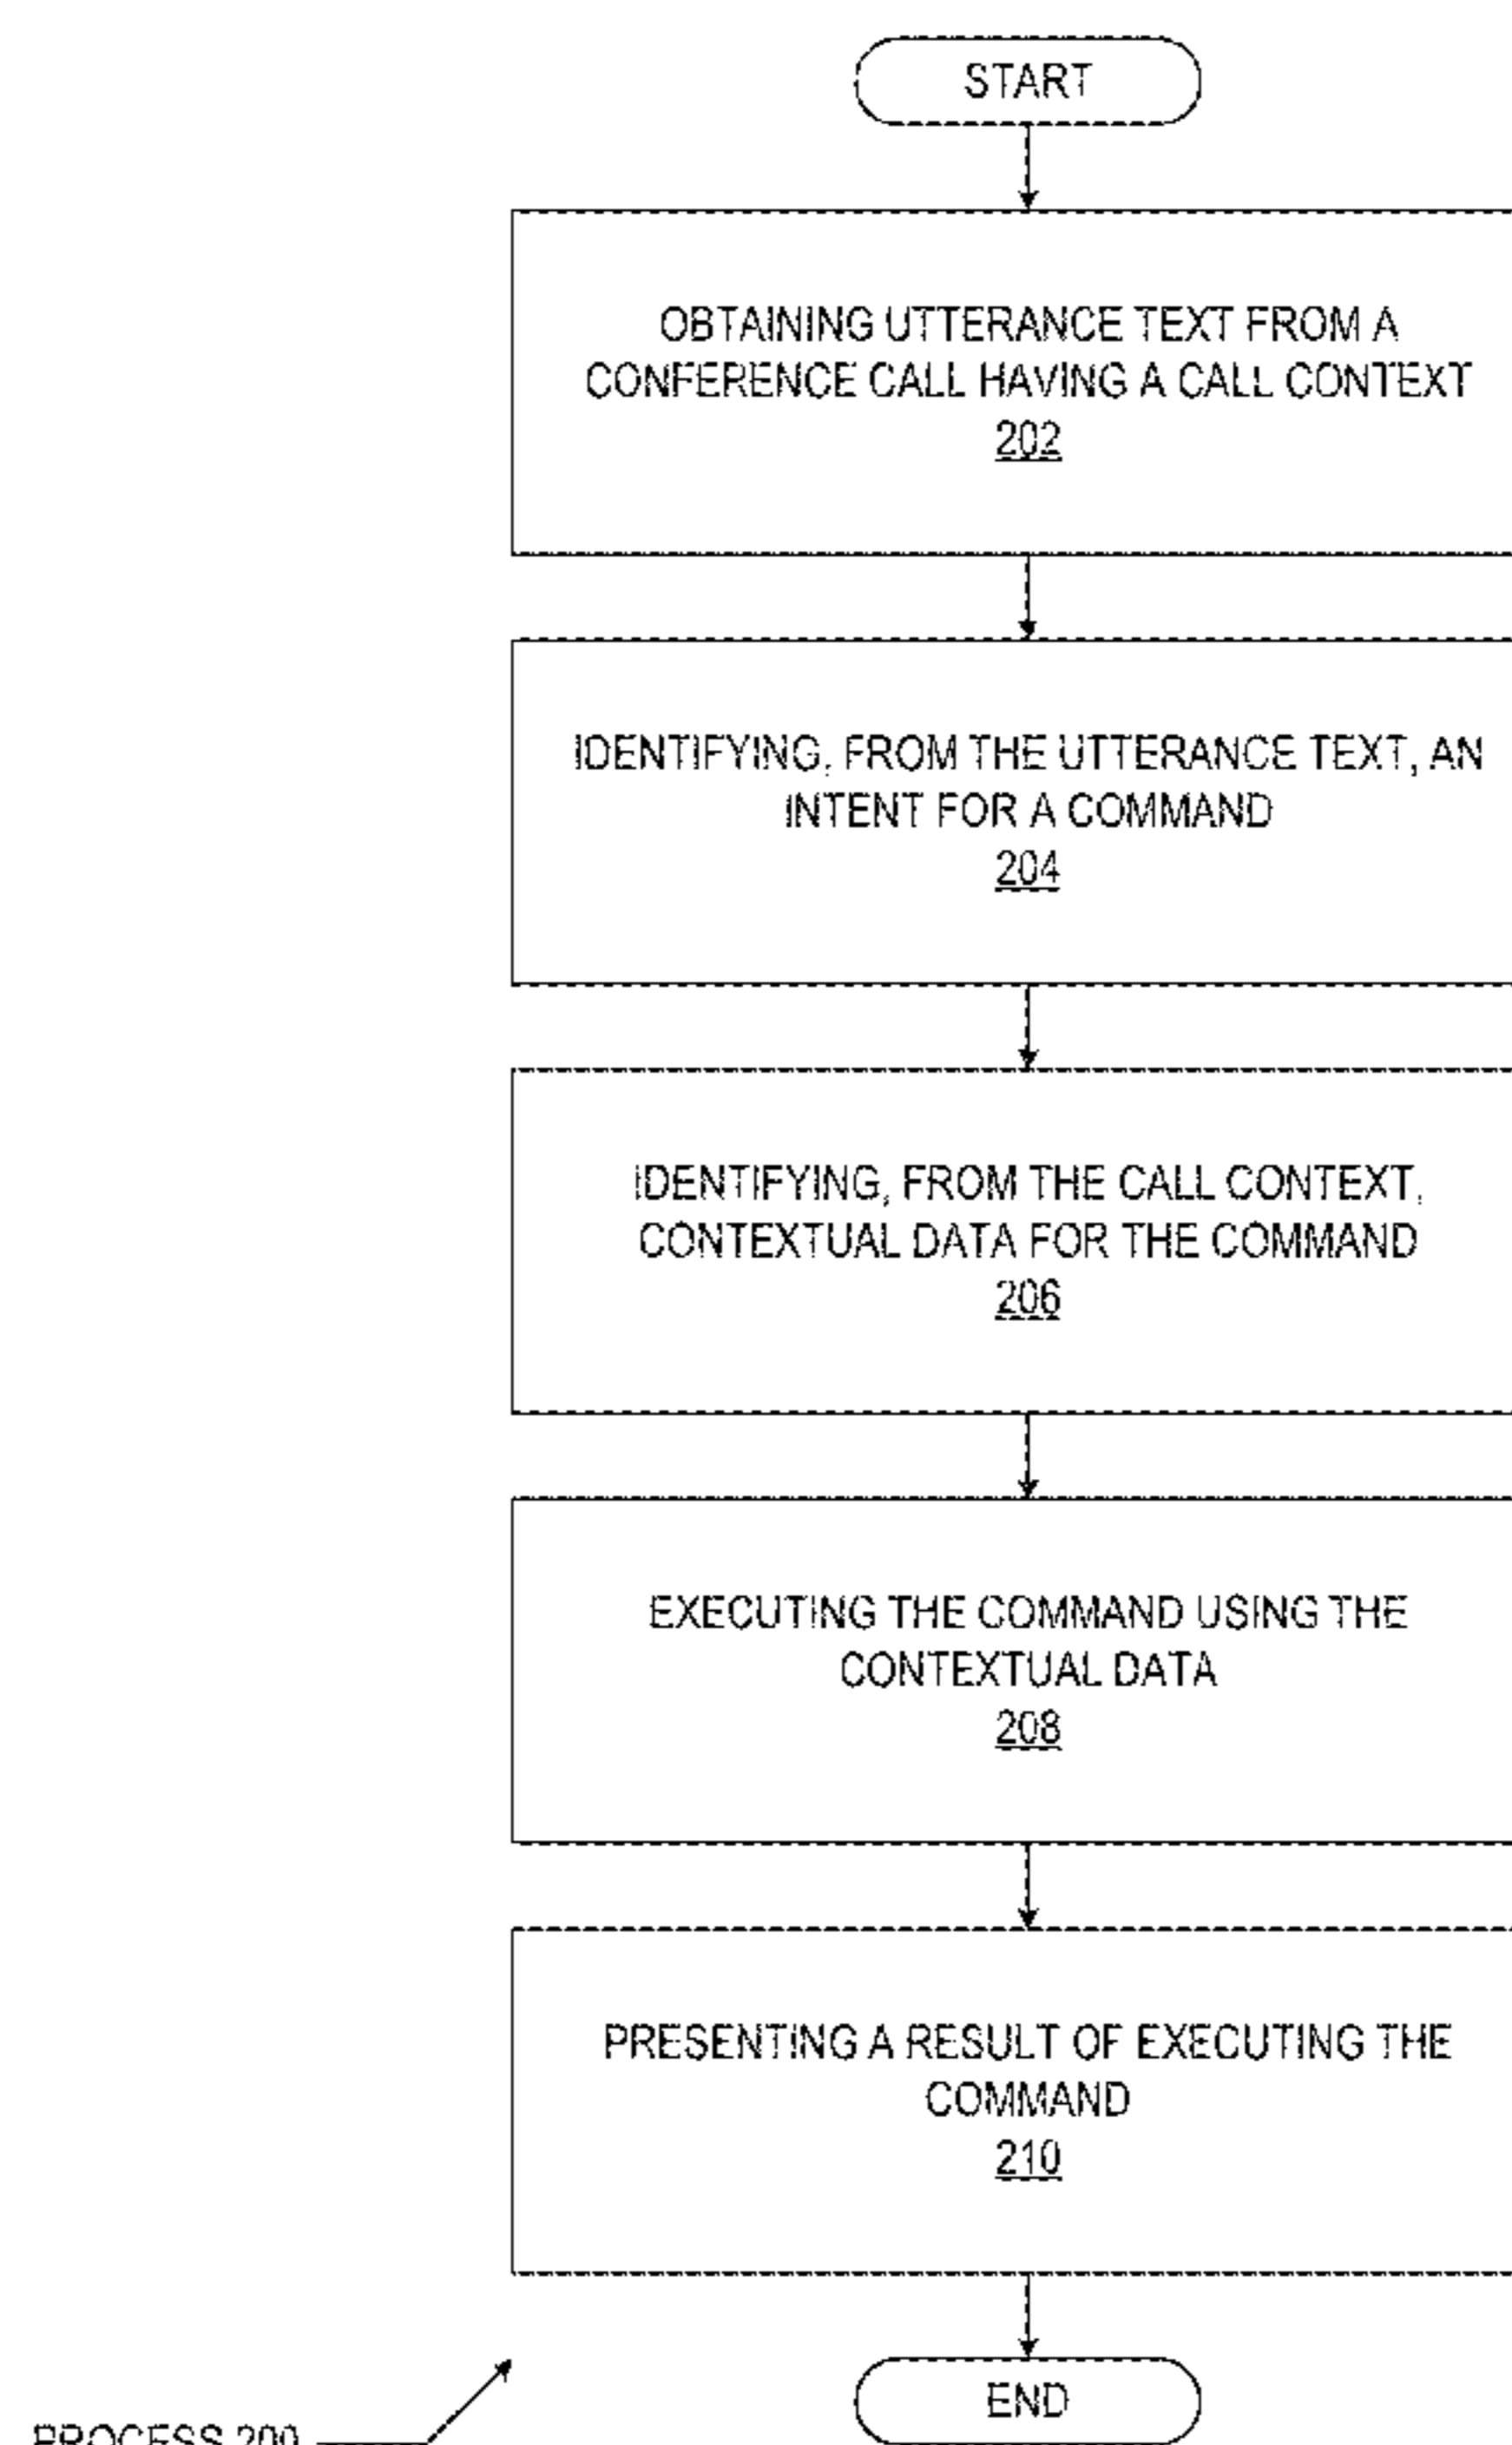 START
OBTAINING UTTERANCE TEXT FROM A
CONFERENCE CALL HAVING A CALL CONTEXT
202
IDENTIFYING, FROM THE UTTERANCE TEXT, AN
INTENT FOR A COMMAND
204
IDENTIFYING, FROM THE CALL CONTEXT,
CONTEXTUAL DATA FOR THE COMMAND
206
EXECUTING THE COMMAND USING THE
CONTEXTUAL DATA
208
PRESENTING A RESULT OF EXECUTING THE
COMMAND
210
END
PROCESS 200